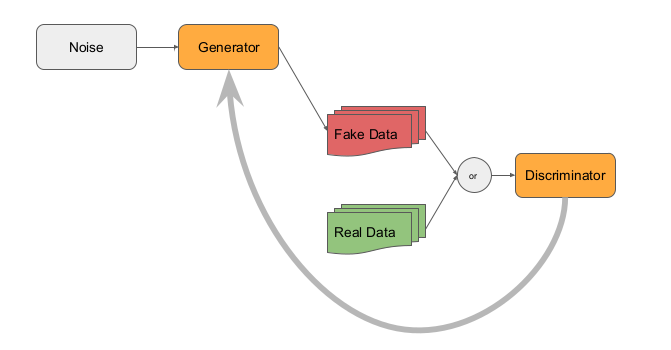 Noise
Generator
Fake Data
or
Discriminator
Real Data